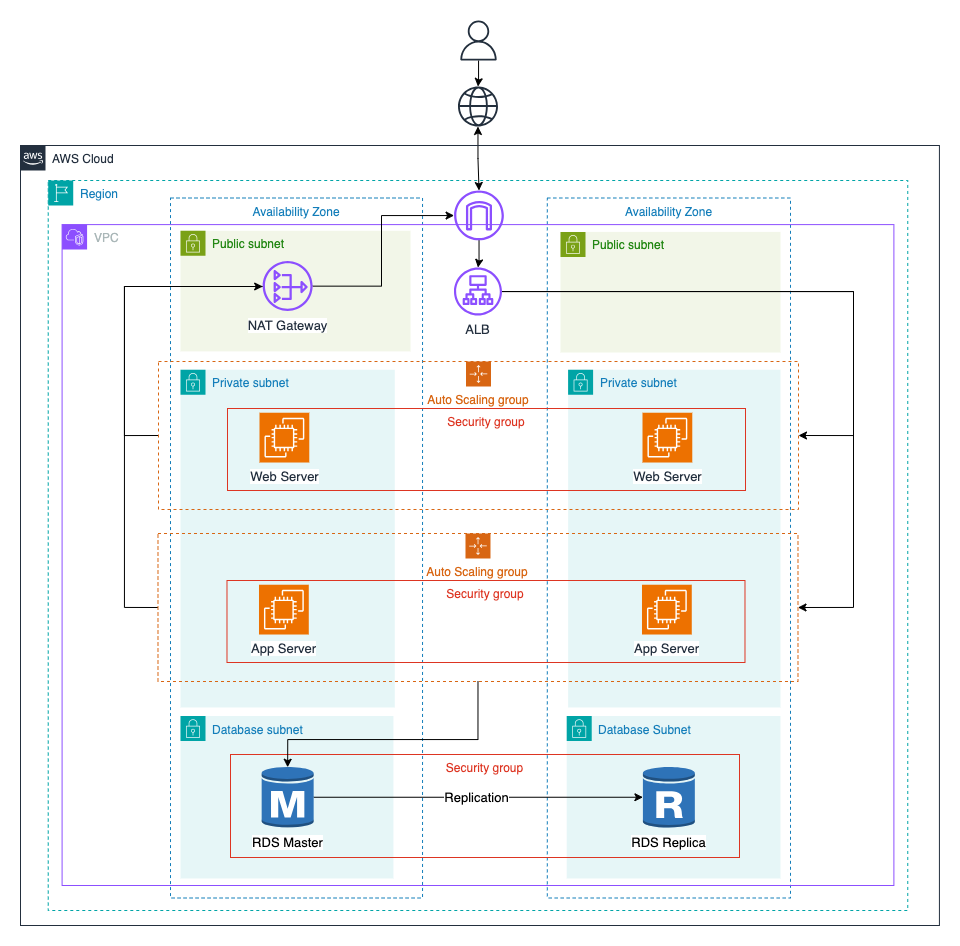 aws
AWS Cloud
Region
Availability Zone
Availability Zone
VPC
Public subnet
Public subnet
NAT Gateway
ALB
Private subnet
Private subnet
Auto Scaling group
Security group
Web Server
Web Server
Auto Scaling group
Security group
App Server
App Server
Database subnet
Database Subnet
Security group
M
Replication
R
RDS Master
RDS Replica